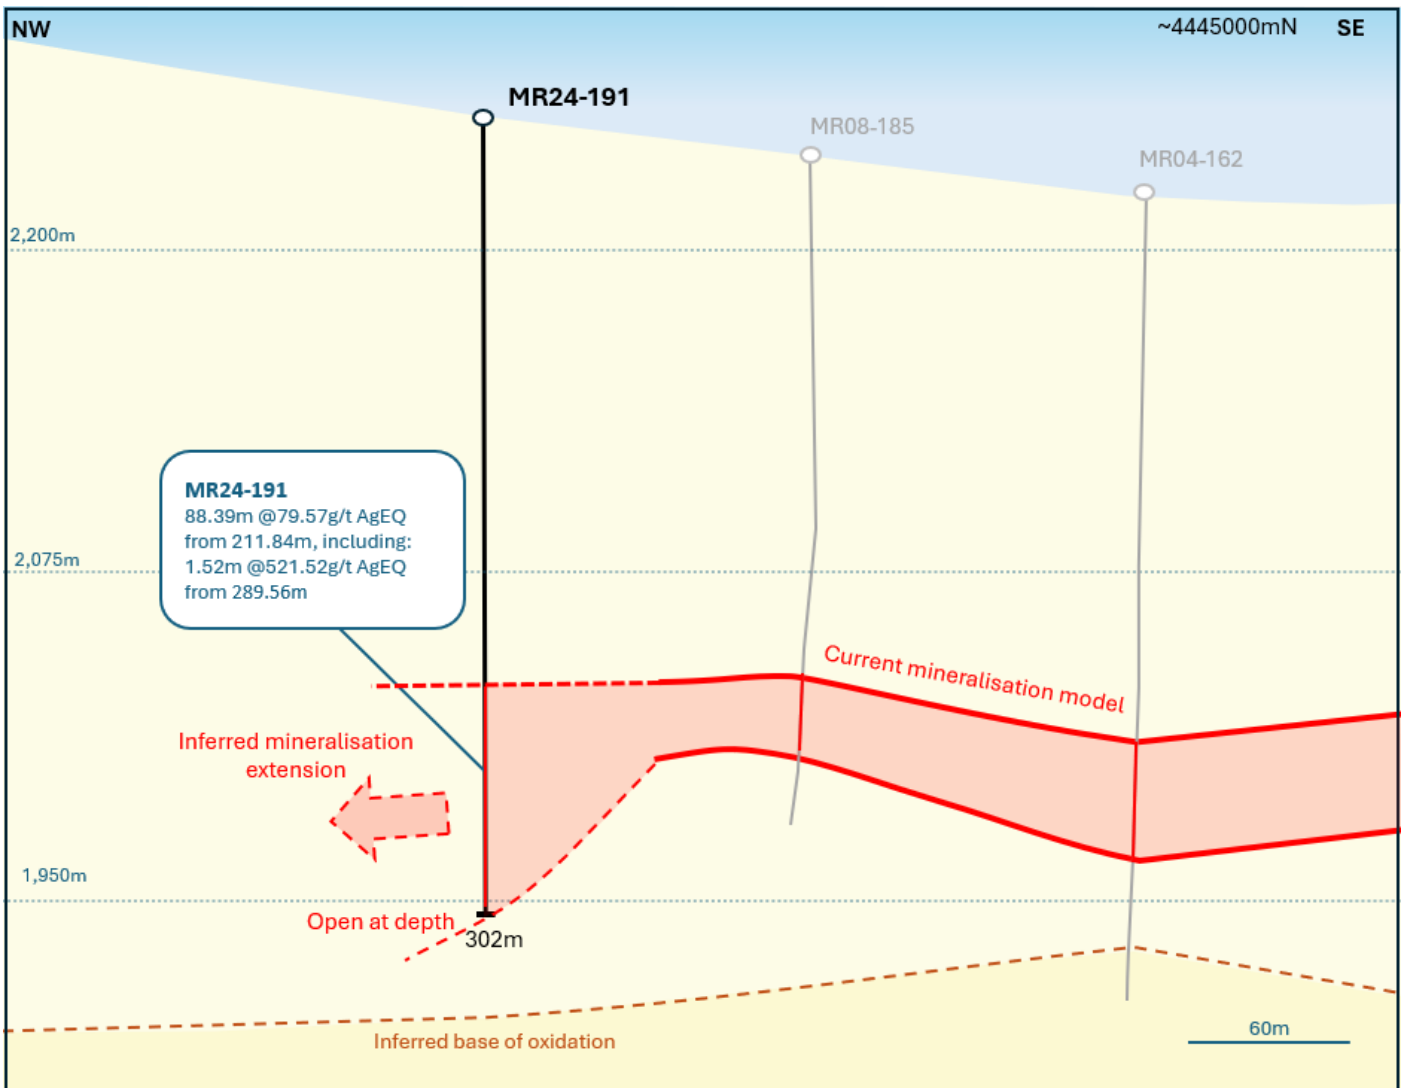 NW
~4445000mN
SE
MR24-191
MR08-185
MR04-162
2,200m
MR24-191
88.39m @79.57g/t AgEQ
from 211.84m, including:
1.52m @521.52g/t AgEQ
from 289.56m
2,075m
Current mineralisation model
Inferred mineralisation
extension
1,950m
Open at depth
302m
Inferred base of oxidation
60m